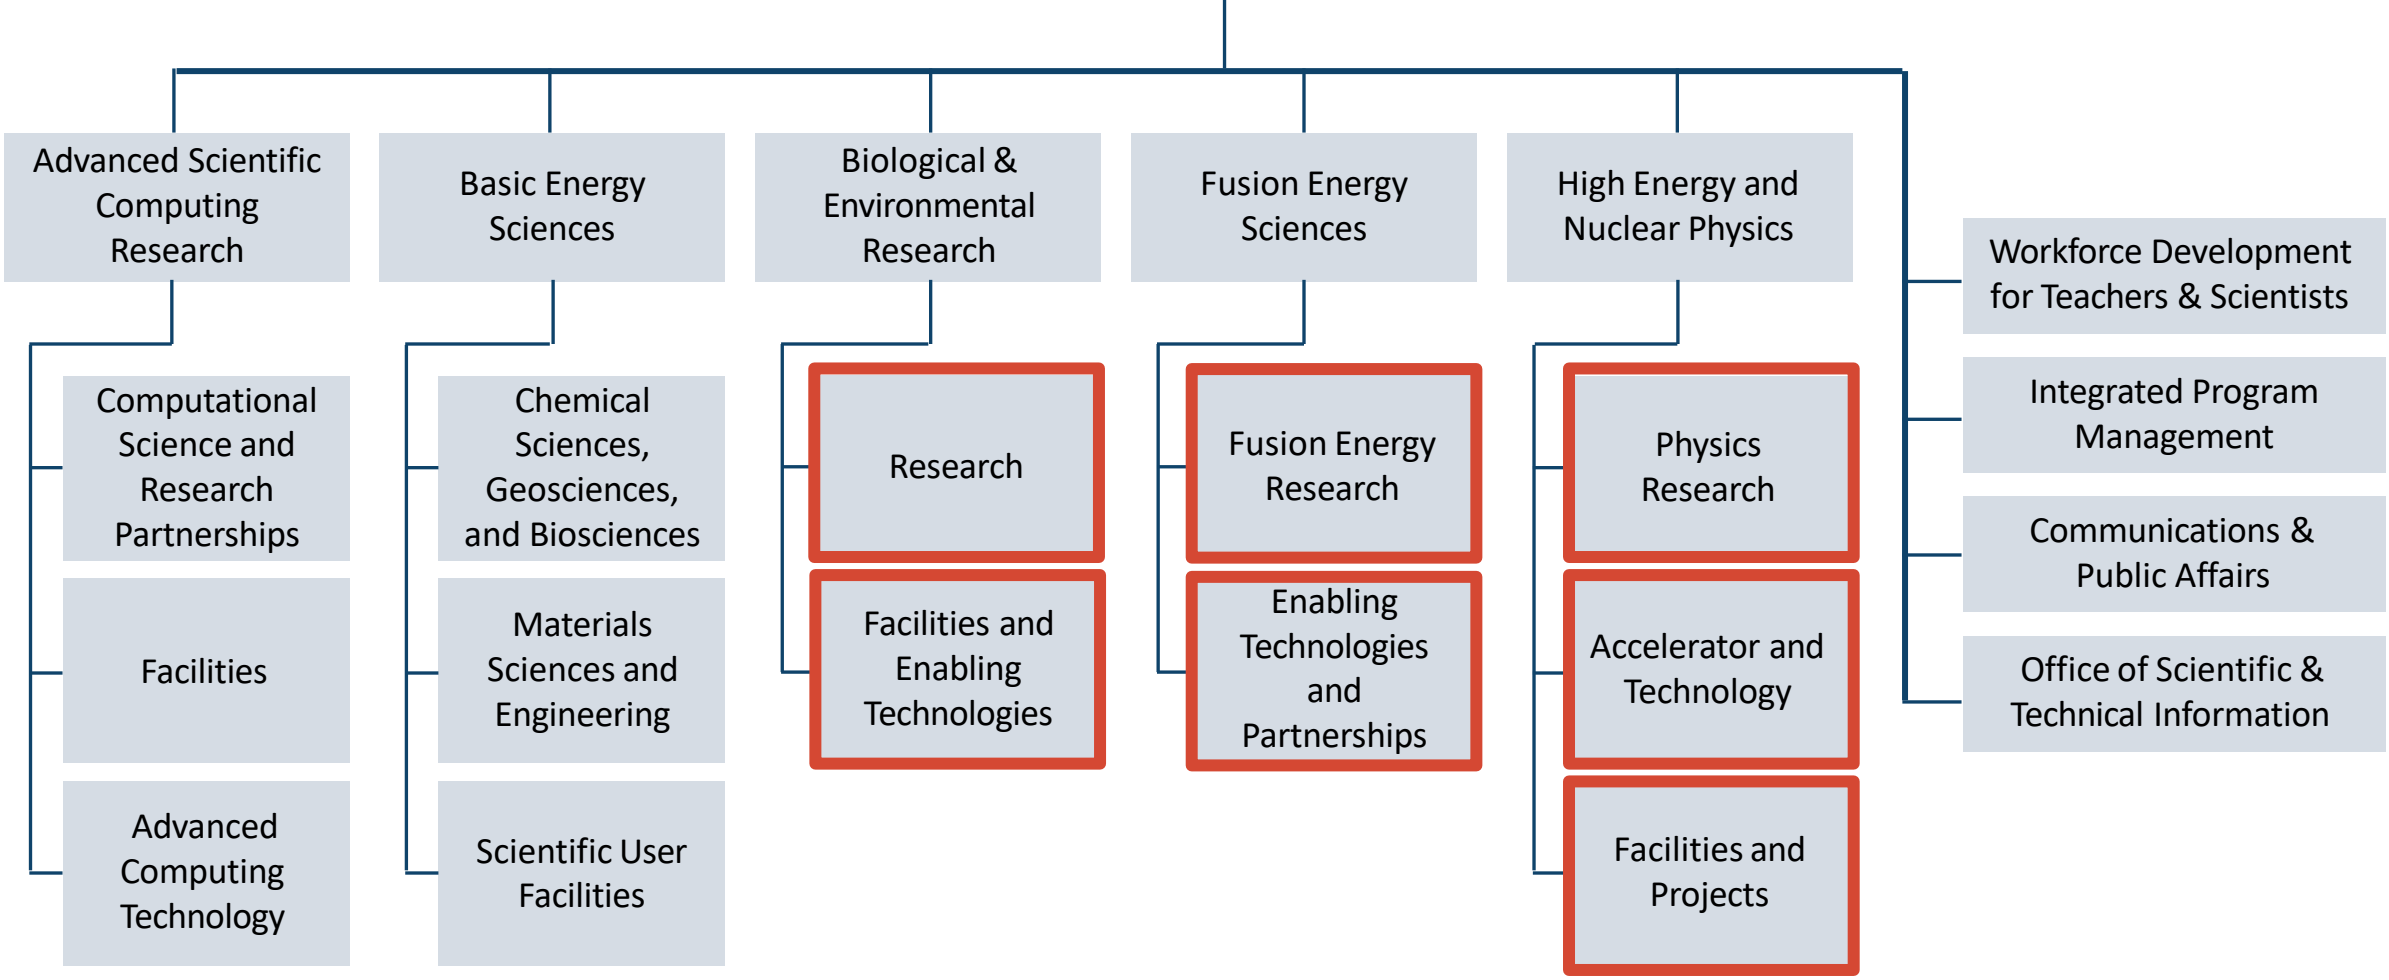 Advanced Scientific
Computing
Research
Basic Energy
Sciences
Biological &
Environmental
Research
Fusion Energy
Sciences
High Energy and
Nuclear Physics
Workforce Development
for Teachers & Scientists
Integrated Program
Management
Communications &
Public Affairs
Office of Scientific &
Technical Information
Computational
Science and
Research
Partnerships
Facilities
Advanced
Computing
Technology
Chemical
Sciences,
Geosciences,
and Biosciences
Materials
Sciences and
Engineering
Scientific User
Facilities
Research
Facilities and
Enabling
Technologies
Fusion Energy
Research
Enabling
Technologies
and
Partnerships
Physics
Research
Accelerator and
Technology
Facilities and
Projects